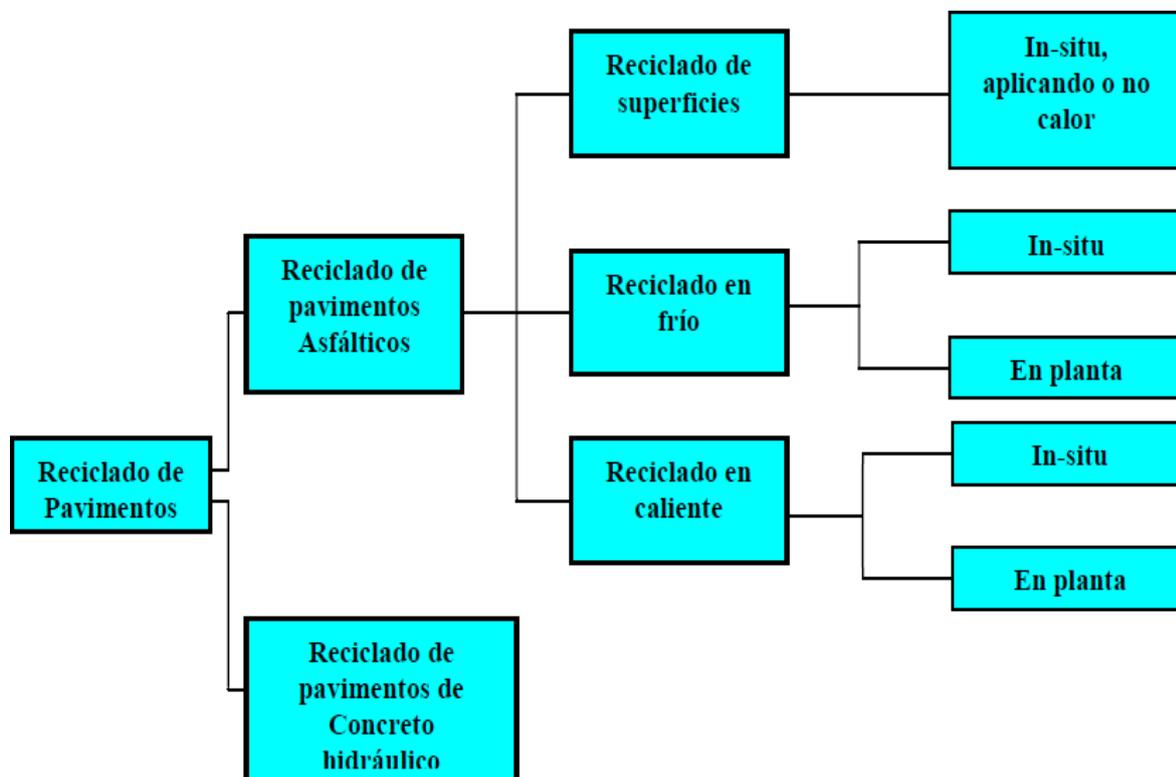 Reciclado de
superficies
In-situ,
aplicando o no
calor
Reciclado de
pavimentos
Asfálticos
Reciclado en
frío
In-situ
En planta
Reciclado de
Pavimentos
Reciclado en
caliente
In-situ
En planta
Reciclado de
pavimentos de
Concreto
hidráulico